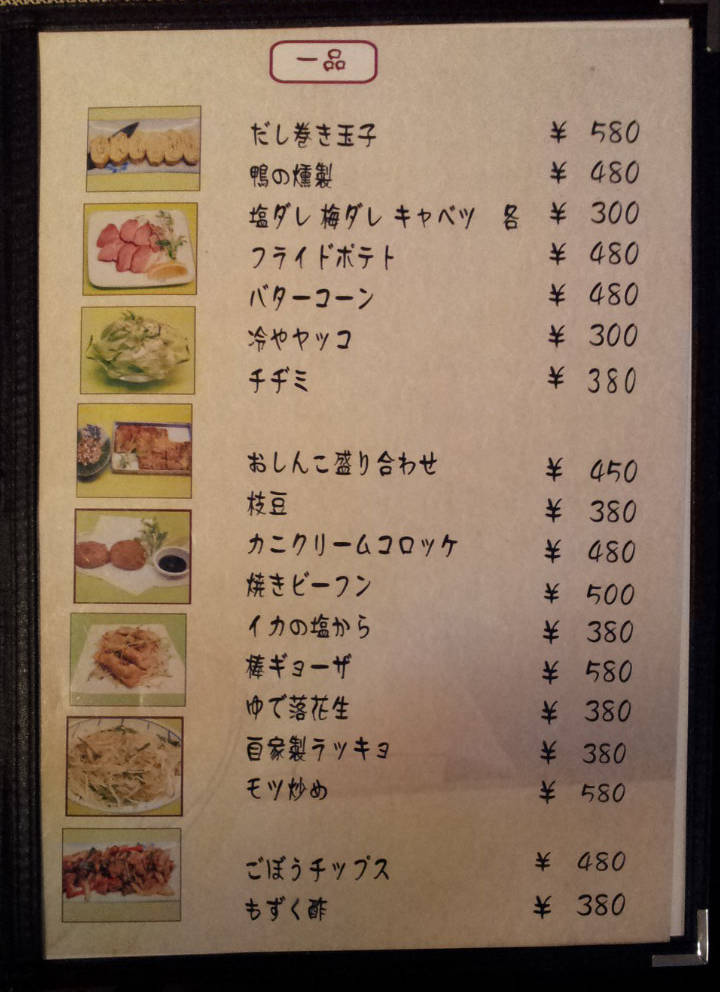 一品
だし巻き玉子 ¥ 580
鴨の燻製 ¥ 480
塩ダレ 梅ダレ キャベツ 各 ¥ 300
フライドポテト ¥ 480
バターコーン ¥ 480
冷ややッコ ¥ 300
チヂミ ¥ 380
おしんこ盛り合わせ ¥ 450
枝豆 ¥ 380
カニクリームコロッケ ¥ 480
焼きビーフン ¥ 500
イカの塩から ¥ 380
棒ギョーザ ¥ 580
ゆで落花生 ¥ 380
自家製ラッキョ ¥ 380
モツ炒め ¥ 580
ごぼうチップス ¥ 480
もずく酢 ¥ 380